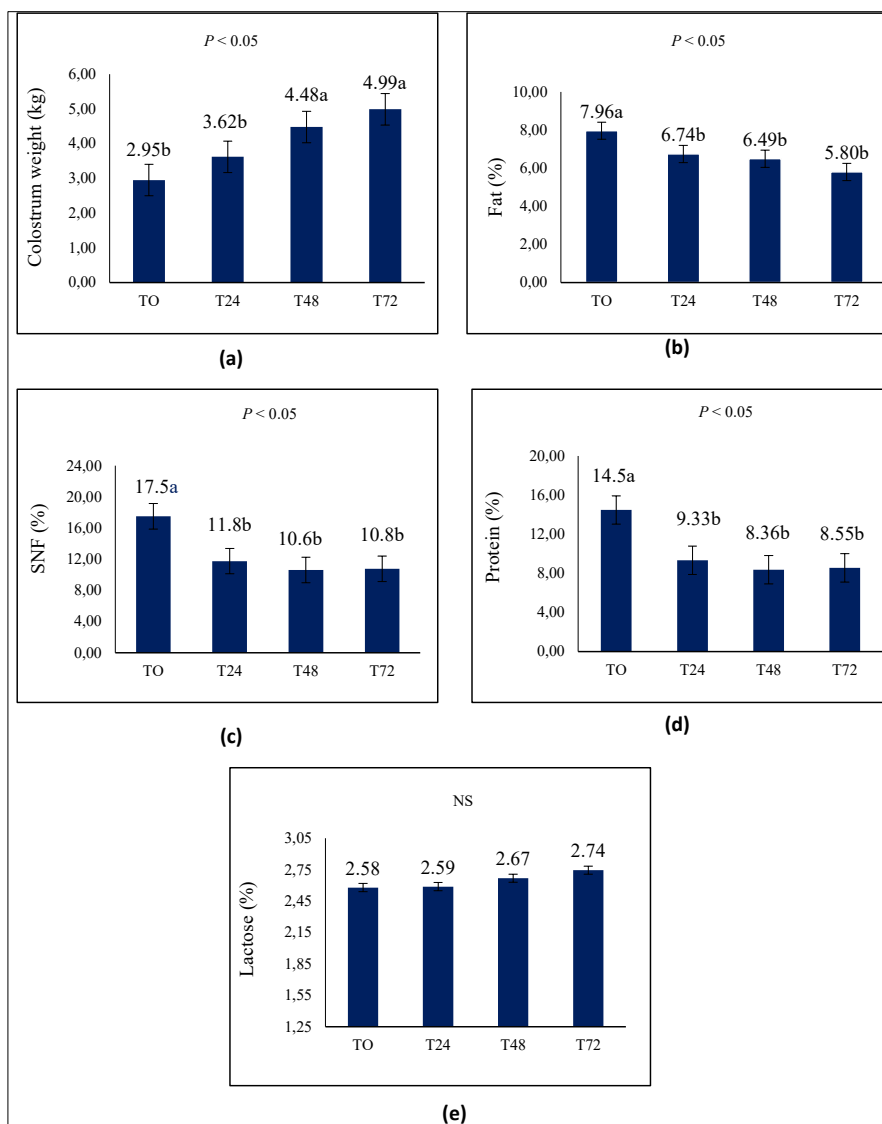 P < 0.05
Colostrum weight (kg)
6,00
5,00
4,00
3,00
2,00
1,00
0,00
2.95b
3.62b
4.48a
4.99a
TO T24 T48 T72
(a)
P < 0.05
Fat (%)
10,00
8,00
6,00
4,00
2,00
0,00
7.96a
6.74b
6.49b
5.80b
TO T24 T48 T72
(b)
P < 0.05
SNF (%)
24,00
20,00
16,00
12,00
8,00
4,00
0,00
17.5a
11.8b
10.6b
10.8b
TO T24 T48 T72
(c)
P < 0.05
Protein (%)
20,00
16,00
12,00
8,00
4,00
0,00
14.5a
9.33b
8.36b
8.55b
TO T24 T48 T72
(d)
NS
Lactose (%)
3,05
2,75
2,45
2,15
1,85
1,55
1,25
2.58
2.59
2.67
2.74
TO T24 T48 T72
(e)